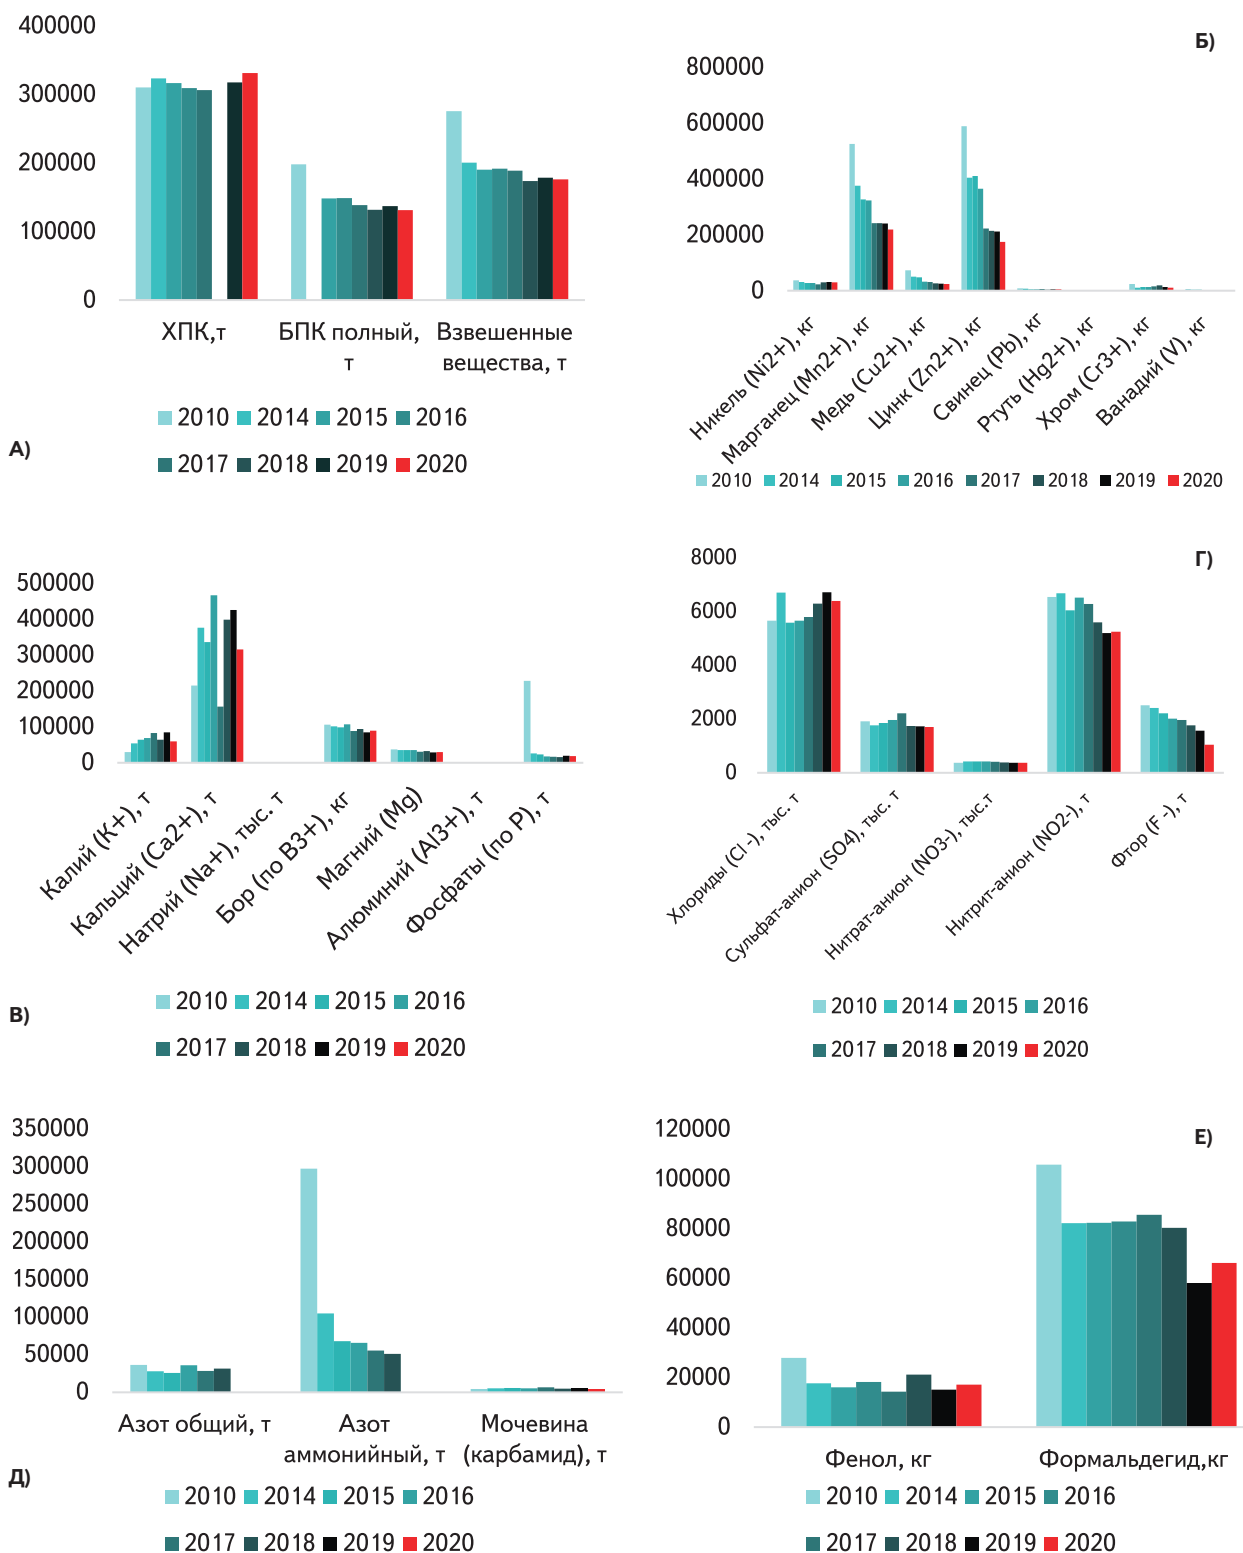 400000
300000
200000
100000
0
ХПК,т
БПК полный,
т
Взвешенные
вещества, т
2010 2014 2015 2016
2017 2018 2019 2020
А)
Б)
800000
600000
400000
200000
0
Никель (Ni2+), кг
Марганец (Mn2+), кг
Медь (Cu2+), кг
Цинк (Zn2+), кг
Свинец (Pb), кг
Ртуть (Hg2+), кг
Хром (Cr3+), кг
Ванадий (V), кг
2010 2014 2015 2016 2017 2018 2019 2020
500000
400000
300000
200000
100000
0
Калий (K+), т
Кальций (Ca2+), т
Натрий (Na+), тыс. т
Бор (по B3+), кг
Магний (Mg)
Алюминий (Al3+), т
Фосфаты (по P), т
2010 2014 2015 2016
2017 2018 2019 2020
В)
Г)
8000
6000
4000
2000
0
Хлориды (Cl -), тыс. т
Сульфат-анион (SO4), тыс. т
Нитрат-анион (NO3-), тыс.т
Нитрит-анион (NO2-), т
Фтор (F -), т
2010 2014 2015 2016
2017 2018 2019 2020
350000
300000
250000
200000
150000
100000
50000
0
Азот общий, т
Азот
аммонийный, т
Мочевина
(карбамид), т
Д)
2010 2014 2015 2016
2017 2018 2019 2020
Е)
120000
100000
80000
60000
40000
20000
0
Фенол, кг
Формальдегид,кг
2010 2014 2015 2016
2017 2018 2019 2020